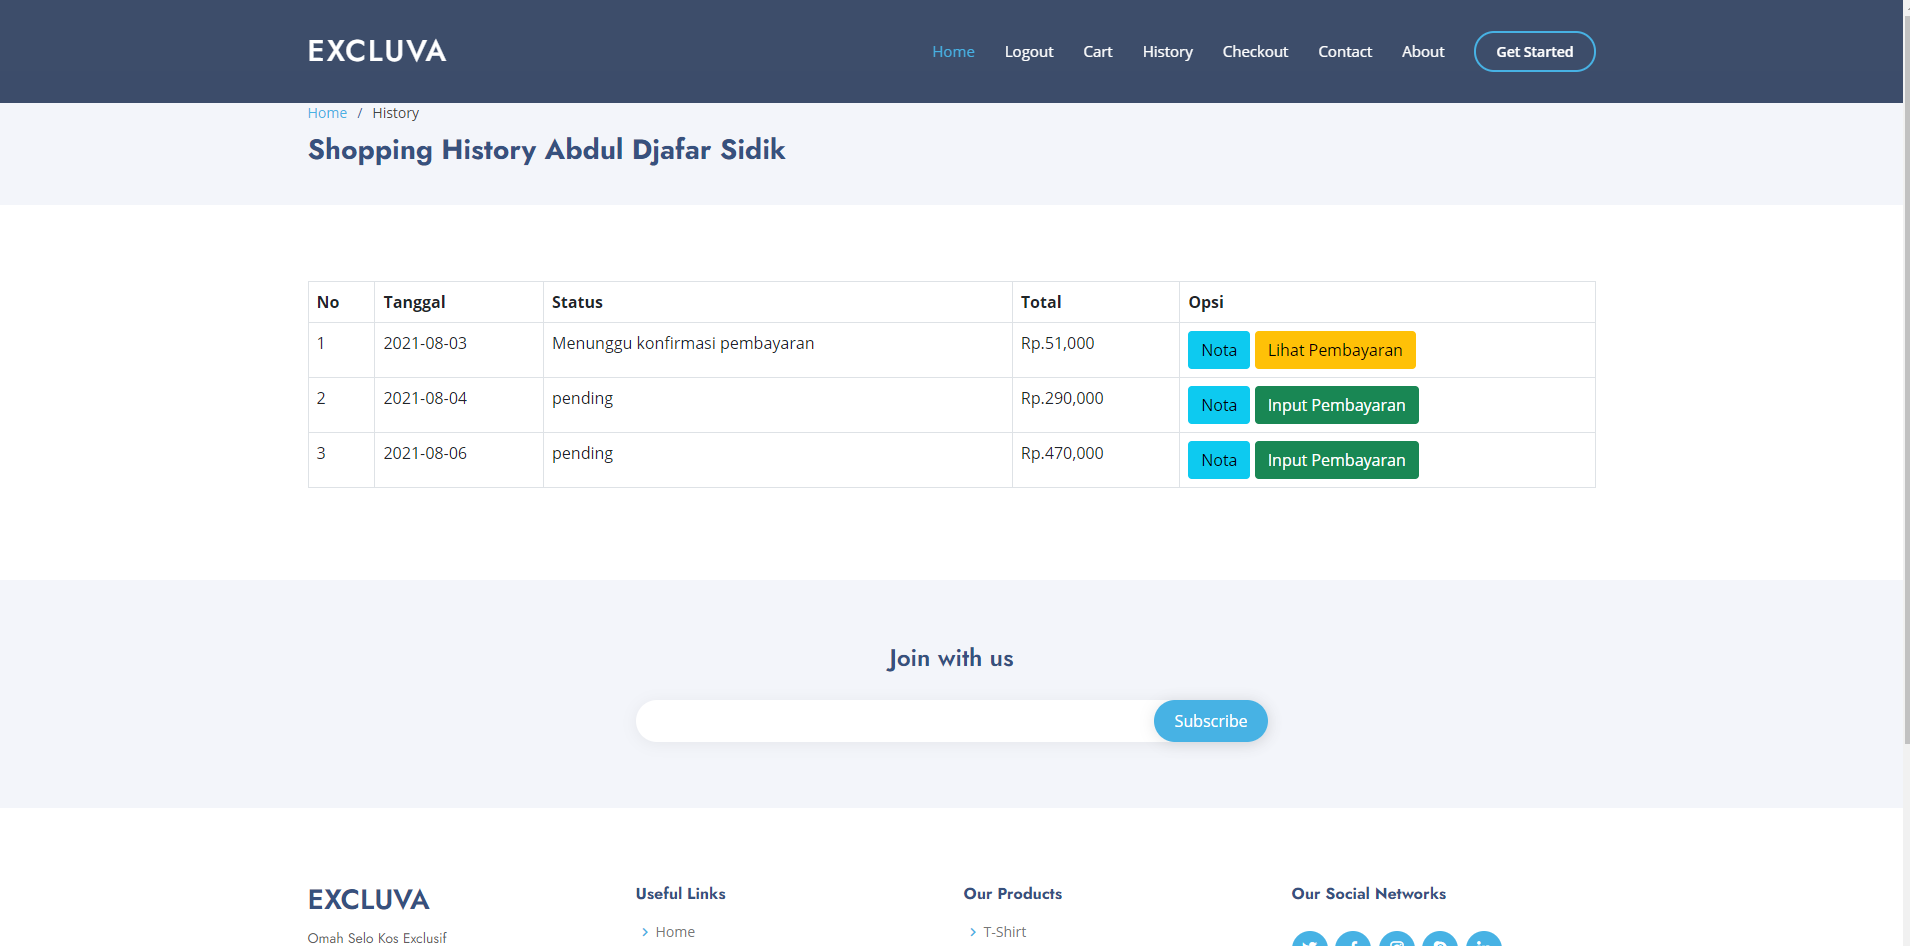 EXCLUVA
Home Logout Cart History Checkout Contact About Get Started
Home / History
Shopping History Abdul Djafar Sidik
No Tanggal Status Total Opsi
1 2021-08-03 Menunggu konfirmasi pembayaran Rp.51,000 Nota Lihat Pembayaran
2 2021-08-04 pending Rp.290,000 Nota Input Pembayaran
3 2021-08-06 pending Rp.470,000 Nota Input Pembayaran
Join with us
Subscribe
EXCLUVA
Omah Selo Kos Exclusif
Useful Links
Home
Our Products
T-Shirt
Our Social Networks